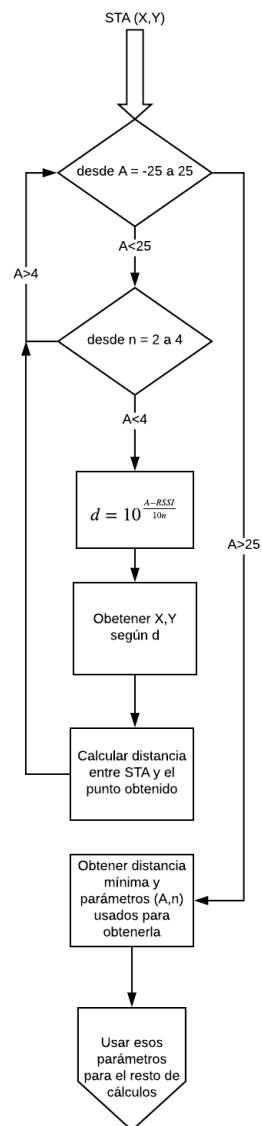 STA (X,Y)
desde A = -25 a 25
A<25
A>4
desde n = 2 a 4
A<4
d = 10^{\frac{A-RSSI}{10n}}
A>25
Obetener X,Y
según d
Calcular distancia
entre STA y el
punto obtenido
Obtener distancia
mínima y
parámetros (A,n)
usados para
obtenerla
Usar esos
parámetros
para el resto de
cálculos